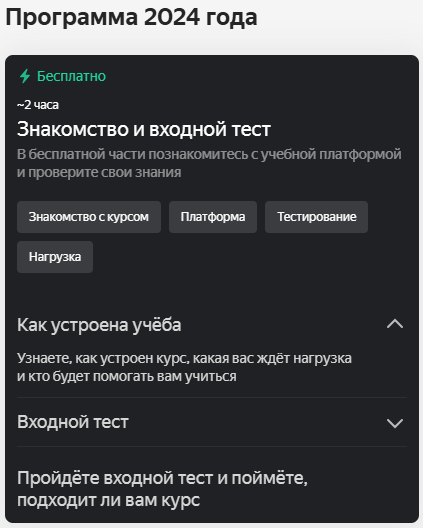 Программа 2024 года
Бесплатно
~2 часа
Знакомство и входной тест
В бесплатной части познакомитесь с учебной платформой
и проверите свои знания
Знакомство с курсом
Платформа
Тестирование
Нагрузка
Как устроена учёба
Узнаете, как устроен курс, какая вас ждёт нагрузка
и кто будет помогать вам учиться
Входной тест
Пройдёте входной тест и поймёте,
подходит ли вам курс